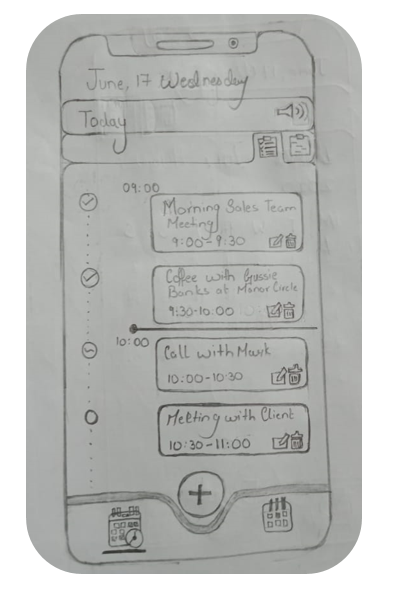 June, 17 Wednesday
Today
09:00
Morning Sales Team
Meeting
9:00-9:30
Coffee with Gussie
Banks at Manor Circle
9:30-10.00
10:00
Call with Mark
10:00-10:30
Meeting with Client
10:30-11:00